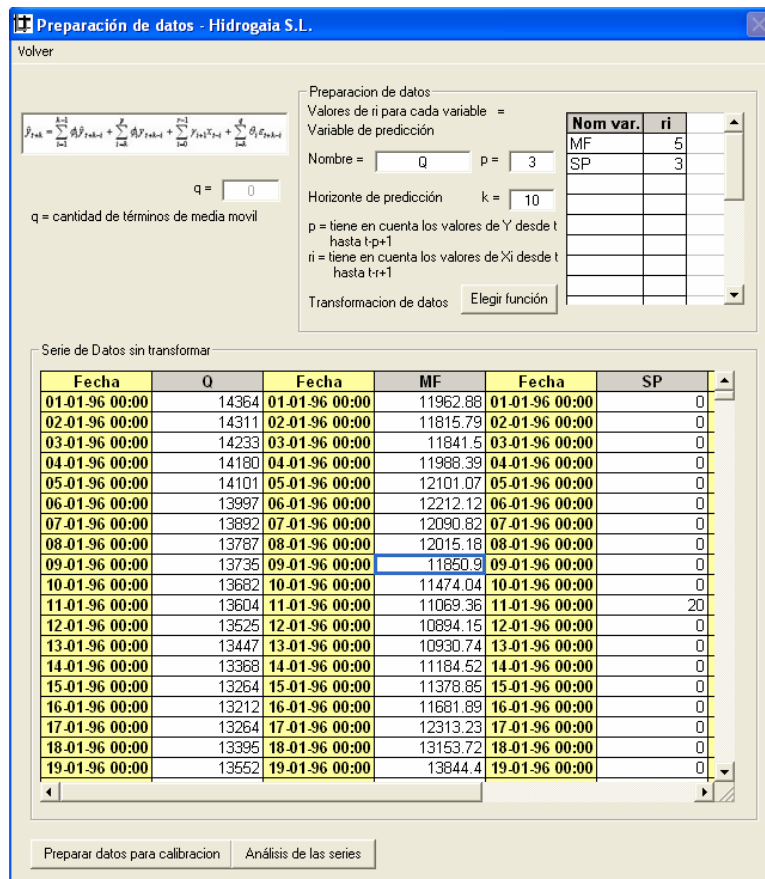 Preparación de datos - Hidrogaia S.L.
Volver
q = 0
q = cantidad de términos de media movil
Preparacion de datos
Valores de ri para cada variable =
Variable de predicción
Nombre = Q p = 3
Horizonte de predicción k = 10
p = tiene en cuenta los valores de Y desde t
hasta t-p+1
ri = tiene en cuenta los valores de Xi desde t
hasta t-r+1
Transformacion de datos Elegir función
Nom var. ri
MF 5
SP 3
Serie de Datos sin transformar
Fecha Q Fecha MF Fecha SP
01-01-96 00:00 14364 01-01-96 00:00 11962.88 01-01-96 00:00 0
02-01-96 00:00 14311 02-01-96 00:00 11815.79 02-01-96 00:00 0
03-01-96 00:00 14233 03-01-96 00:00 11841.5 03-01-96 00:00 0
04-01-96 00:00 14180 04-01-96 00:00 11988.39 04-01-96 00:00 0
05-01-96 00:00 14101 05-01-96 00:00 12101.07 05-01-96 00:00 0
06-01-96 00:00 13997 06-01-96 00:00 12212.12 06-01-96 00:00 0
07-01-96 00:00 13892 07-01-96 00:00 12090.82 07-01-96 00:00 0
08-01-96 00:00 13787 08-01-96 00:00 12015.18 08-01-96 00:00 0
09-01-96 00:00 13735 09-01-96 00:00 11850.9 09-01-96 00:00 0
10-01-96 00:00 13682 10-01-96 00:00 11474.04 10-01-96 00:00 0
11-01-96 00:00 13604 11-01-96 00:00 11069.36 11-01-96 00:00 20
12-01-96 00:00 13525 12-01-96 00:00 10894.15 12-01-96 00:00 0
13-01-96 00:00 13447 13-01-96 00:00 10930.74 13-01-96 00:00 0
14-01-96 00:00 13368 14-01-96 00:00 11184.52 14-01-96 00:00 0
15-01-96 00:00 13264 15-01-96 00:00 11378.85 15-01-96 00:00 0
16-01-96 00:00 13212 16-01-96 00:00 11681.89 16-01-96 00:00 0
17-01-96 00:00 13264 17-01-96 00:00 12313.23 17-01-96 00:00 0
18-01-96 00:00 13395 18-01-96 00:00 13153.72 18-01-96 00:00 0
19-01-96 00:00 13552 19-01-96 00:00 13844.4 19-01-96 00:00 0
Preparar datos para calibracion Análisis de las series